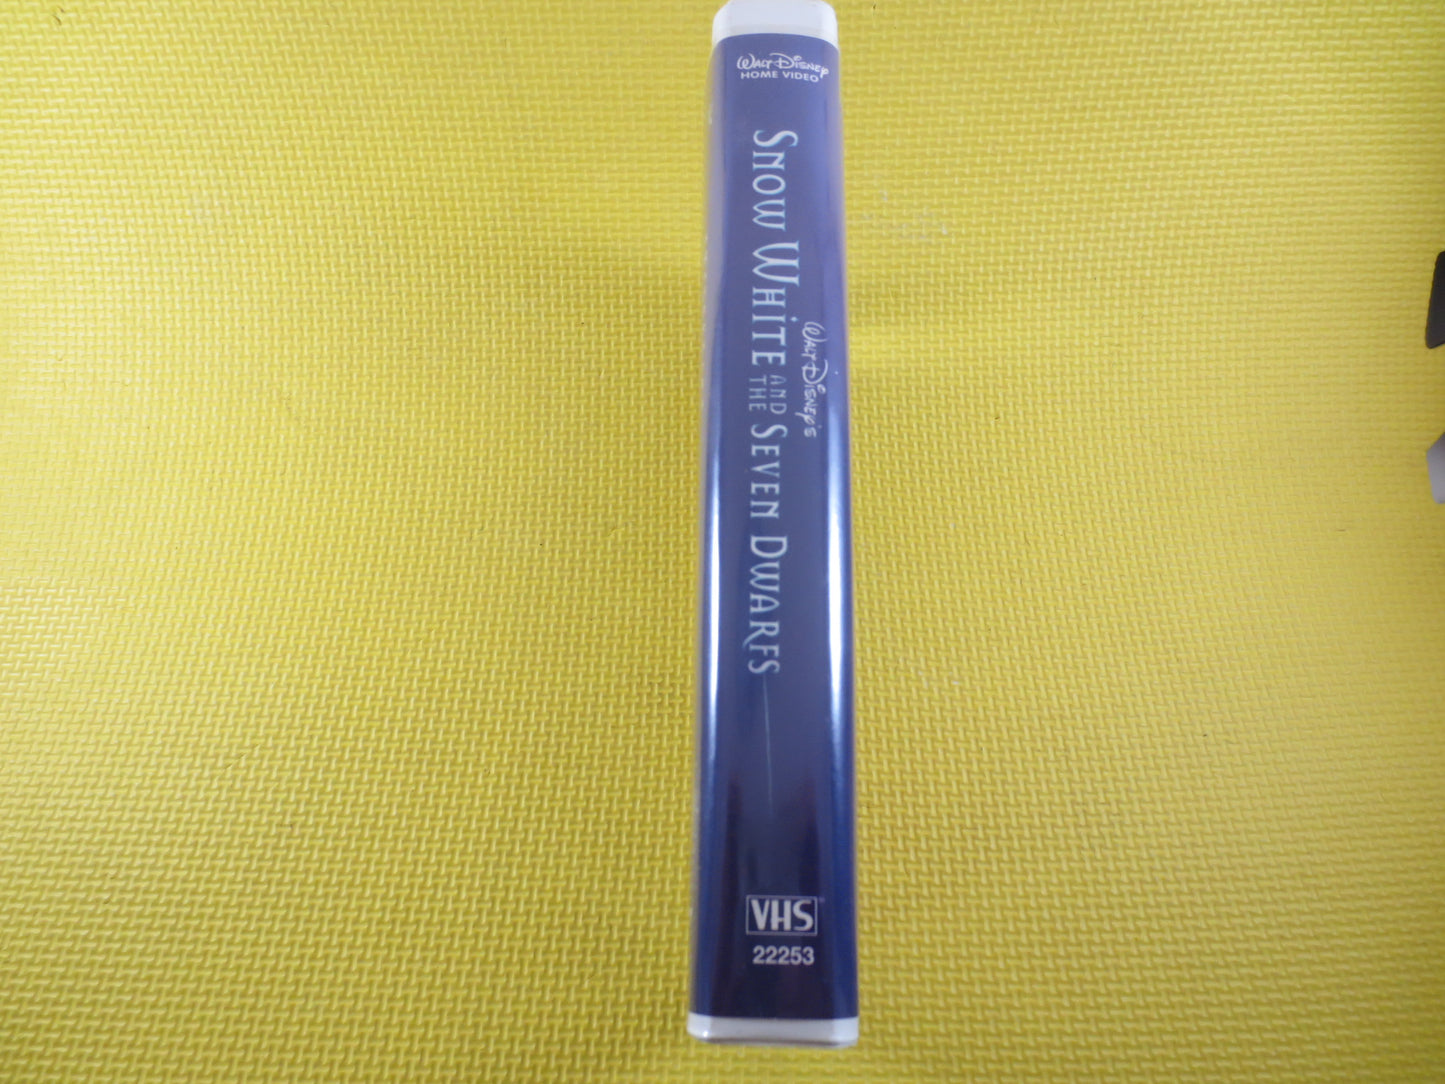 Walt Disney
HOME VIDEO
Walt Disney's
SNOW WHITE AND THE SEVEN DWARFS
VHS
22253